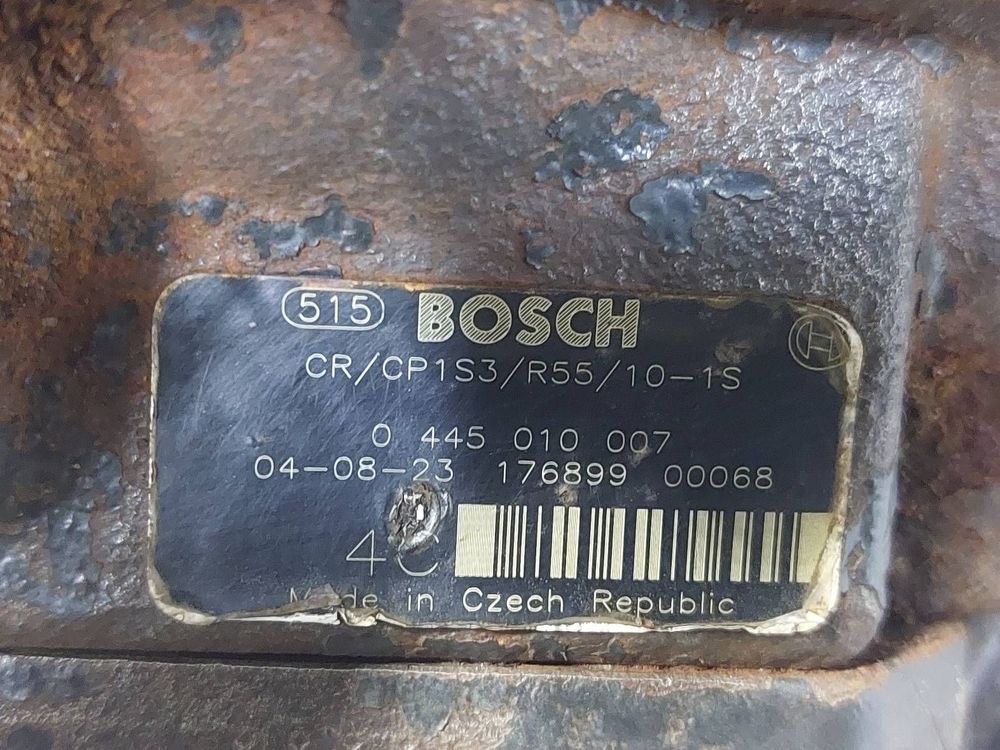 515 BOSCH
CR/CP1S3/R55/10-1S
0 445 010 007
04-08-23 176899 00068
4C
Made in Czech Republic